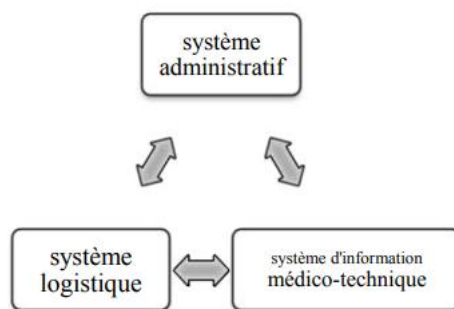 système
administratif
système
logistique
système d'information
médico-technique